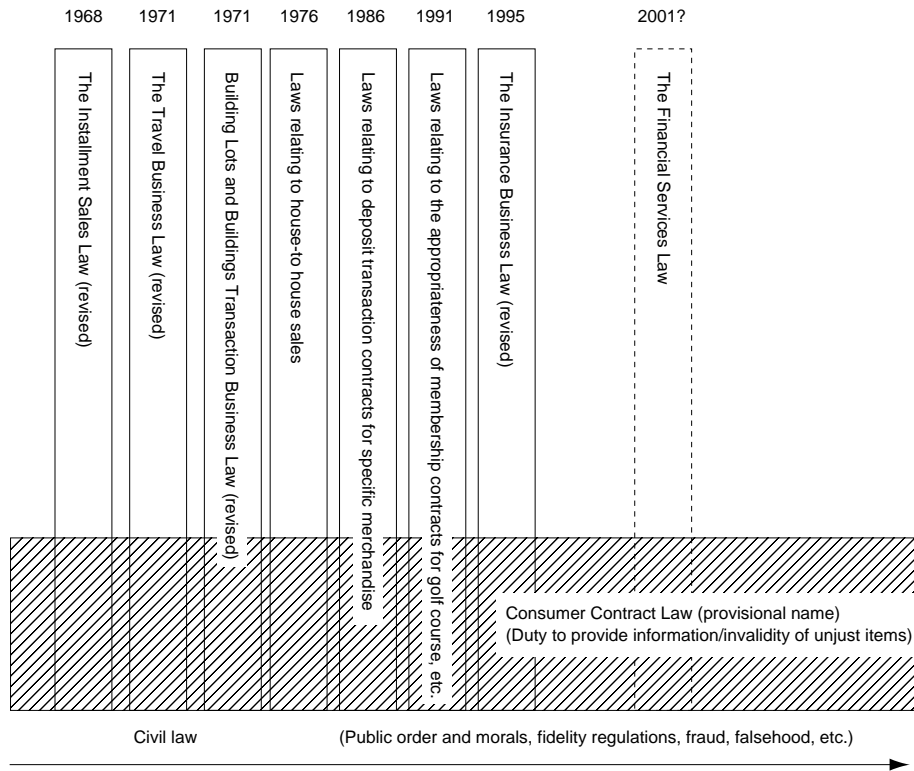 1968
1971
1971
1976
1986
1991
1995
2001?
The Installment Sales Law (revised)
The Travel Business Law (revised)
Building Lots and Buildings Transaction Business Law (revised)
Laws relating to house-to house sales
Laws relating to deposit transaction contracts for specific merchandise
Laws relating to the appropriateness of membership contracts for golf course, etc.
The Insurance Business Law (revised)
The Financial Services Law
Consumer Contract Law (provisional name)
(Duty to provide information/invalidity of unjust items)
Civil law
(Public order and morals, fidelity regulations, fraud, falsehood, etc.)